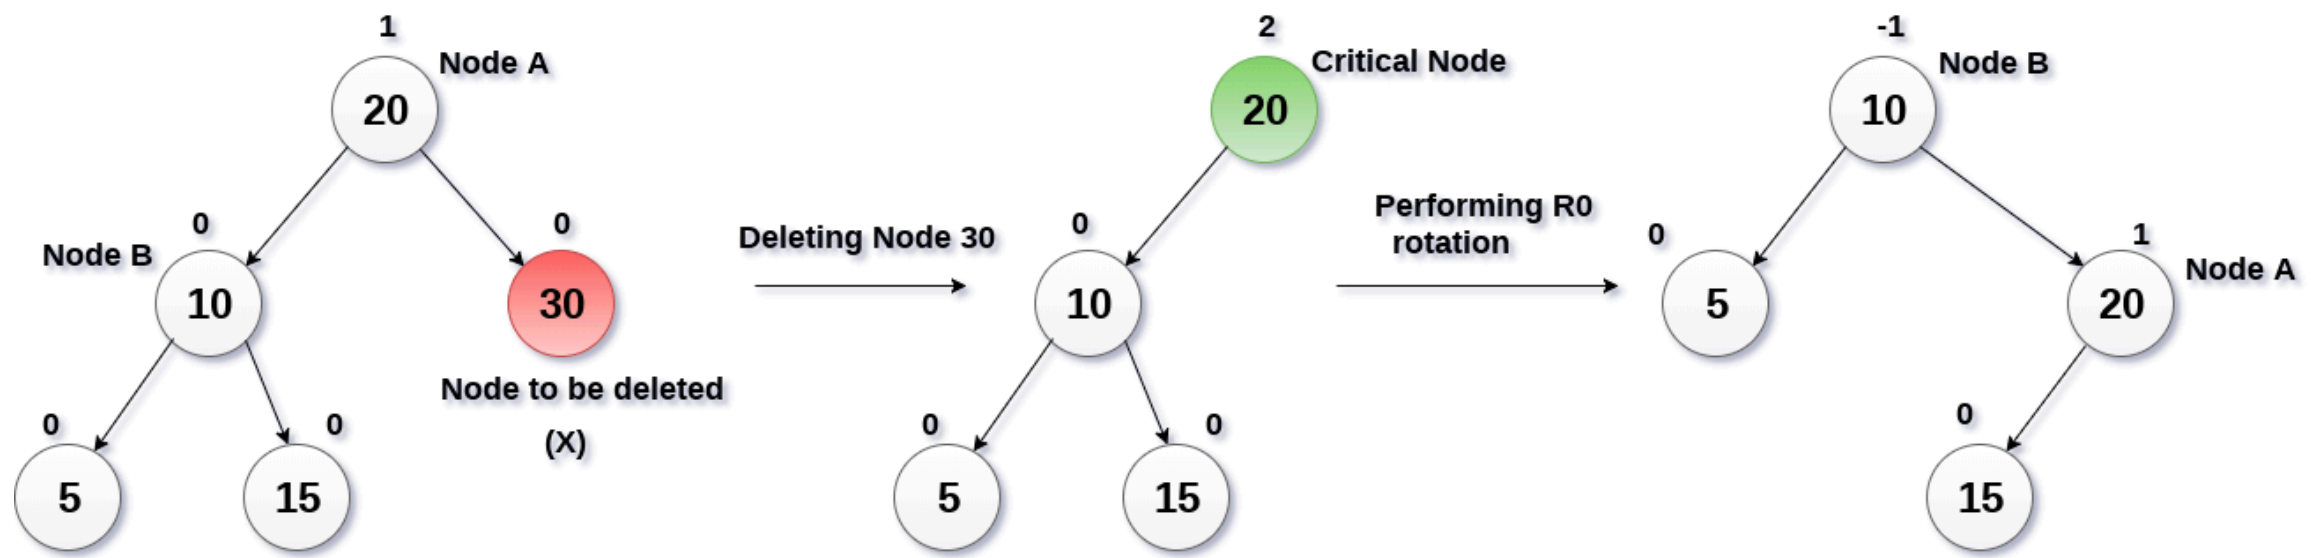 1
Node A
20
0
0
Node B
10
30
Node to be deleted
(X)
0
0
5
15
Deleting Node 30
2
Critical Node
20
0
10
0
0
5
15
Performing R0
rotation
-1
Node B
10
0
1
Node A
5
20
0
15